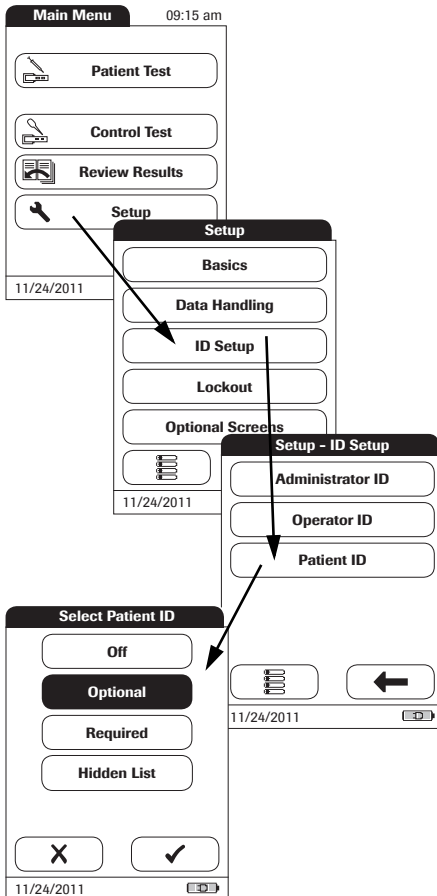 Main Menu 09:15 am
Patient Test
Control Test
Review Results
Setup
11/24/2011
Setup
Basics
Data Handling
ID Setup
Lockout
Optional Screens
11/24/2011
Setup - ID Setup
Administrator ID
Operator ID
Patient ID
11/24/2011
Select Patient ID
Off
Optional
Required
Hidden List
11/24/2011